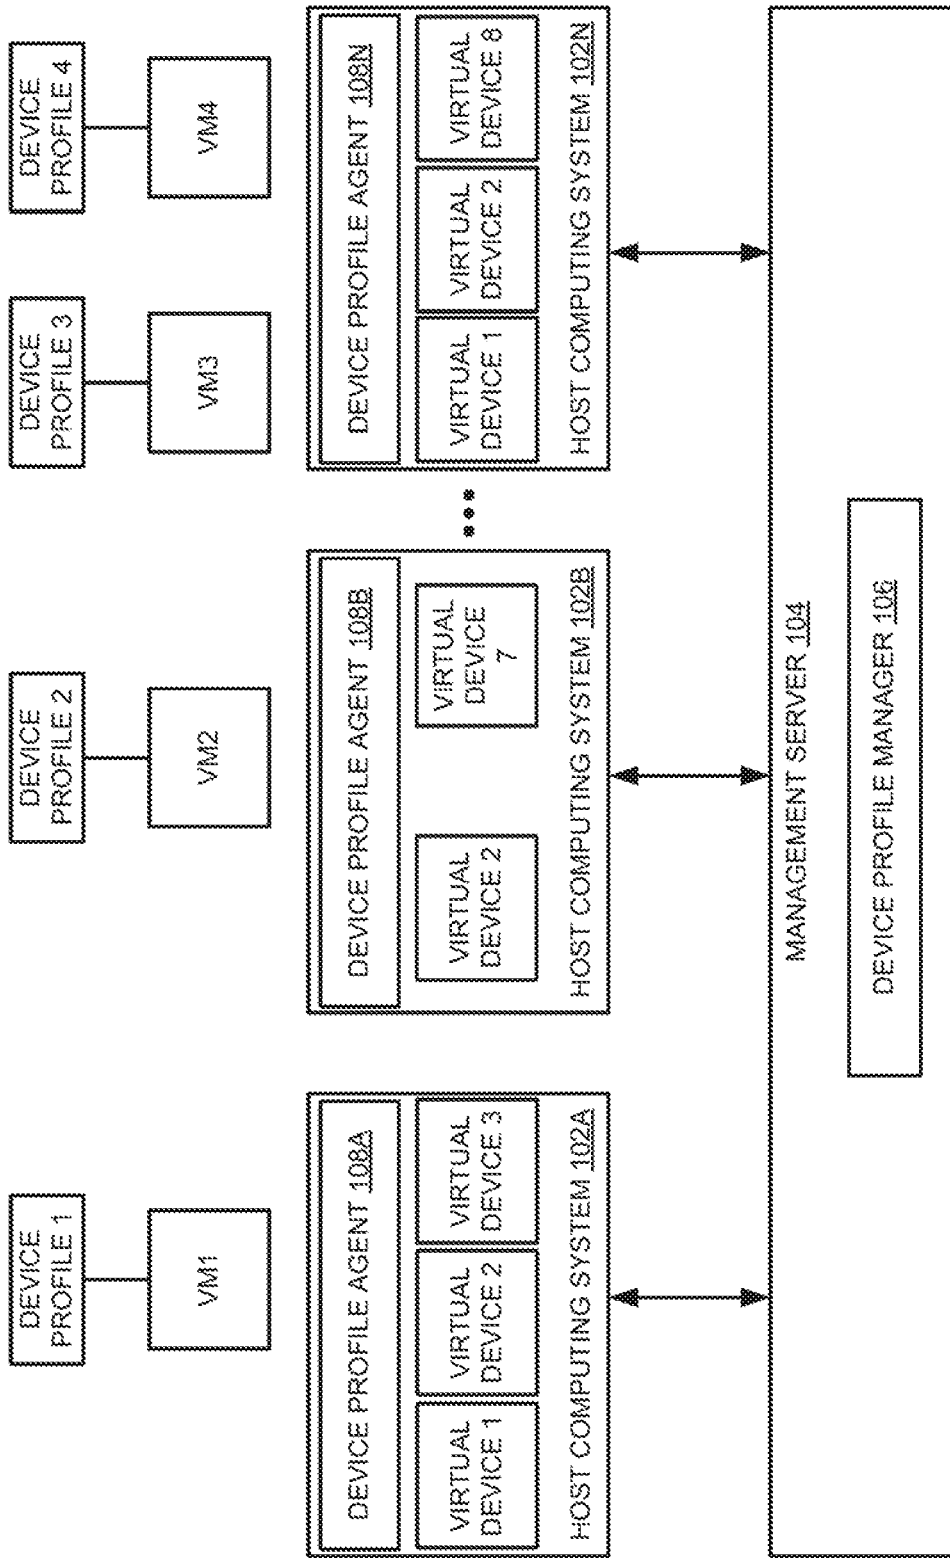 DEVICE
PROFILE 1
DEVICE
PROFILE 2
DEVICE
PROFILE 3
DEVICE
PROFILE 4
VM1
VM2
VM3
VM4
DEVICE PROFILE AGENT 108A
VIRTUAL
DEVICE 1
VIRTUAL
DEVICE 2
VIRTUAL
DEVICE 3
HOST COMPUTING SYSTEM 102A
DEVICE PROFILE AGENT 108B
VIRTUAL
DEVICE 2
VIRTUAL
DEVICE
7
HOST COMPUTING SYSTEM 102B
DEVICE PROFILE AGENT 108N
VIRTUAL
DEVICE 1
VIRTUAL
DEVICE 2
VIRTUAL
DEVICE 8
HOST COMPUTING SYSTEM 102N
MANAGEMENT SERVER 104
DEVICE PROFILE MANAGER 106